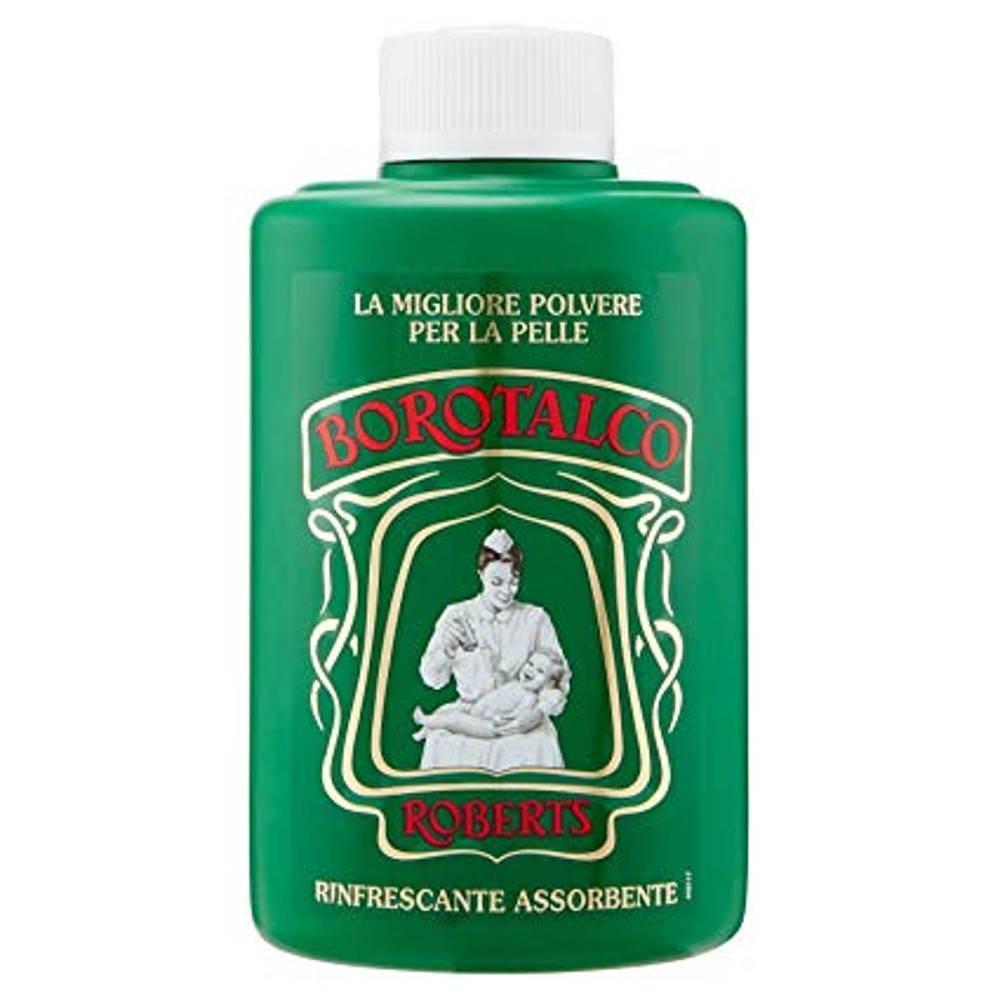 LA MIGLIORE POLVERE
PER LA PELLE
BOROTALCO
ROBERTS
RINFRESCANTE ASSORBENTE